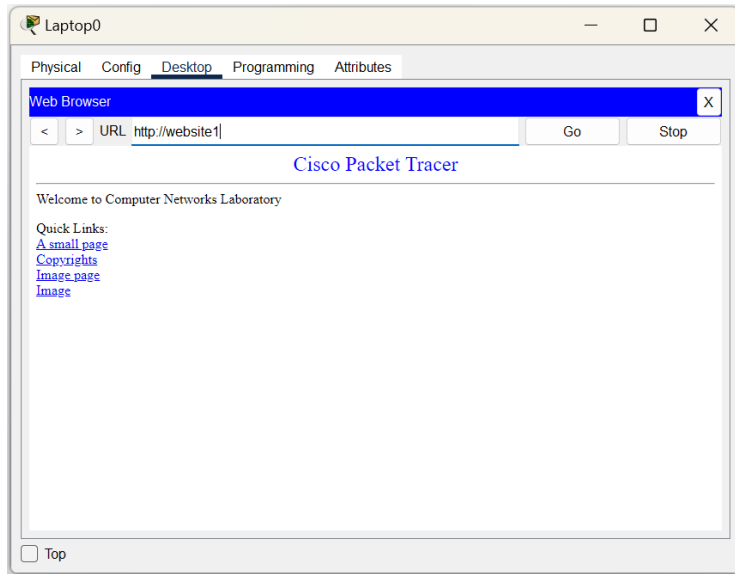 Laptop0
Physical Config Desktop Programming Attributes
Web Browser
X
< > URL http://website1 Go Stop
Cisco Packet Tracer
Welcome to Computer Networks Laboratory
Quick Links:
A small page
Copyrights
Image page
Image
Top